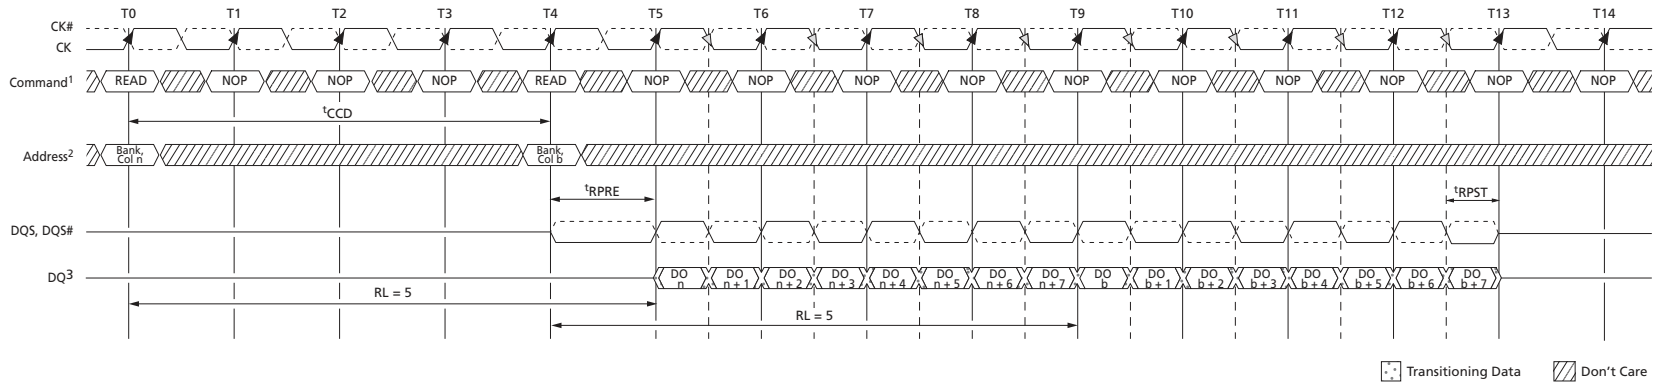 T0 T1 T2 T3 T4 T5 T6 T7 T8 T9 T10 T11 T12 T13 T14
CK#
CK
Command1 READ NOP NOP NOP READ NOP NOP NOP NOP NOP NOP NOP NOP NOP NOP
tCCD
Address2 Bank, Col n Bank, Col b
tRPRE tRPST
DQS, DQS#
DQ3 DO n DO n + 1 DO n + 2 DO n + 3 DO n + 4 DO n + 5 DO n + 6 DO n + 7 DO b DO b + 1 DO b + 2 DO b + 3 DO b + 4 DO b + 5 DO b + 6 DO b + 7
RL = 5
RL = 5
Transitioning Data Don't Care